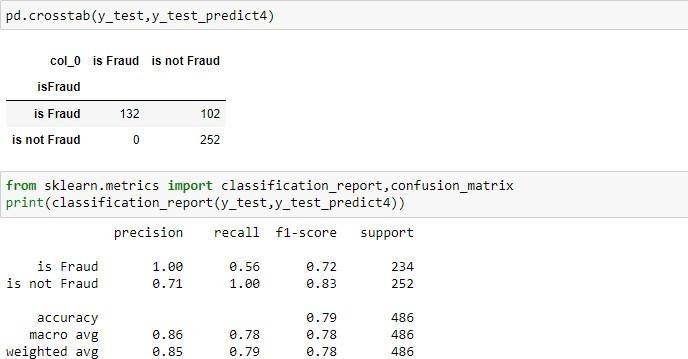 pd.crosstab(y_test,y_test_predict4)
col_0 is Fraud is not Fraud
isFraud
is Fraud 132 102
is not Fraud 0 252
from sklearn.metrics import classification_report,confusion_matrix
print(classification_report(y_test,y_test_predict4))
precision recall f1-score support
is Fraud 1.00 0.56 0.72 234
is not Fraud 0.71 1.00 0.83 252
accuracy 0.79 486
macro avg 0.86 0.78 0.78 486
weighted avg 0.85 0.79 0.78 486